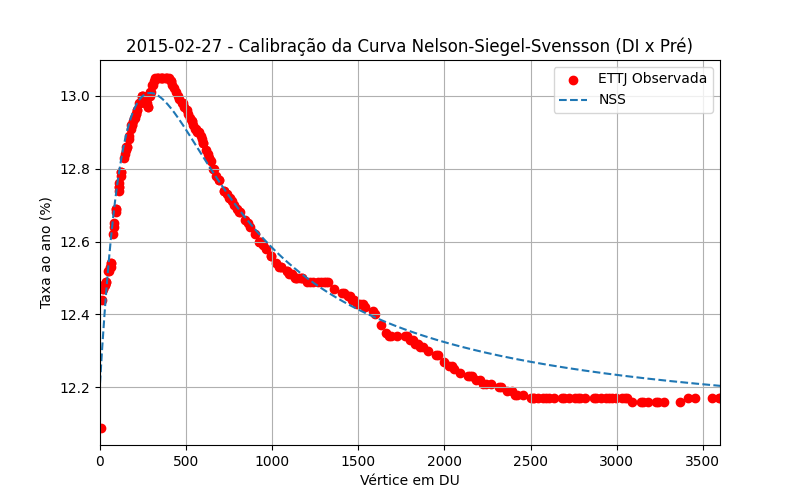 2015-02-27 - Calibração da Curva Nelson-Siegel-Svensson (DI x Pré)
ETTJ Observada
NSS
Taxa ao ano (%)
13.0
12.8
12.6
12.4
12.2
0 500 1000 1500 2000 2500 3000 3500
Vértice em DU